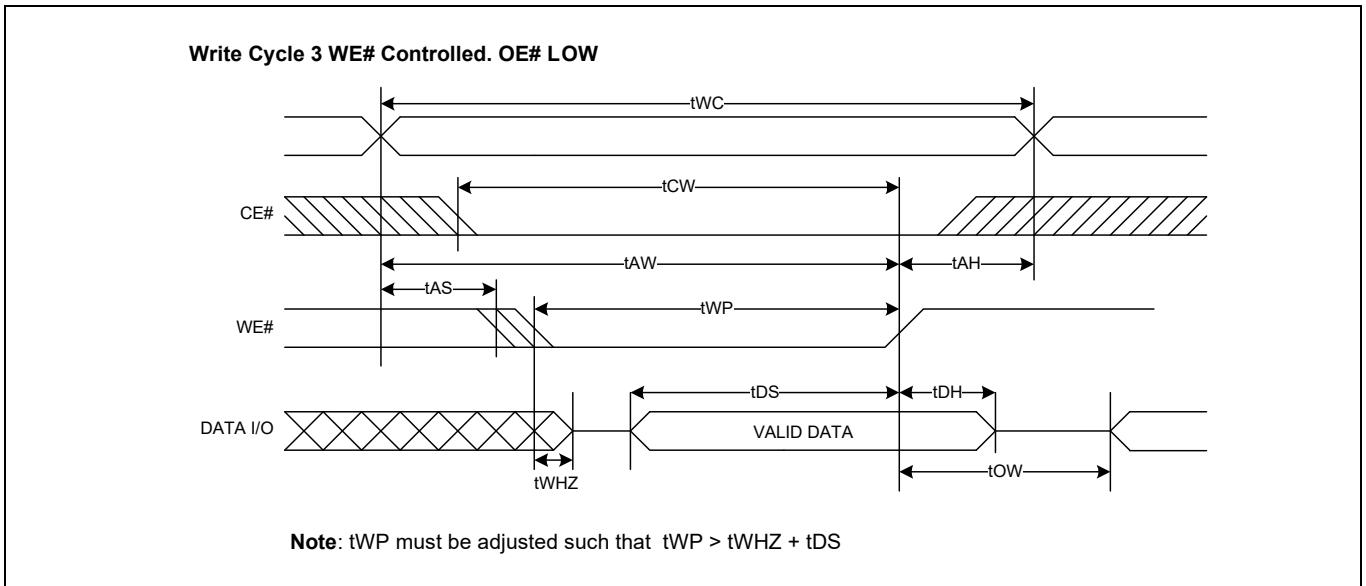 Write Cycle 3 WE# Controlled. OE# LOW
tWC
tCW
CE#
tAW
tAH
tAS
tWP
WE#
tDS
tDH
DATA I/O
VALID DATA
tOW
tWHZ
Note: tWP must be adjusted such that tWP > tWHZ + tDS